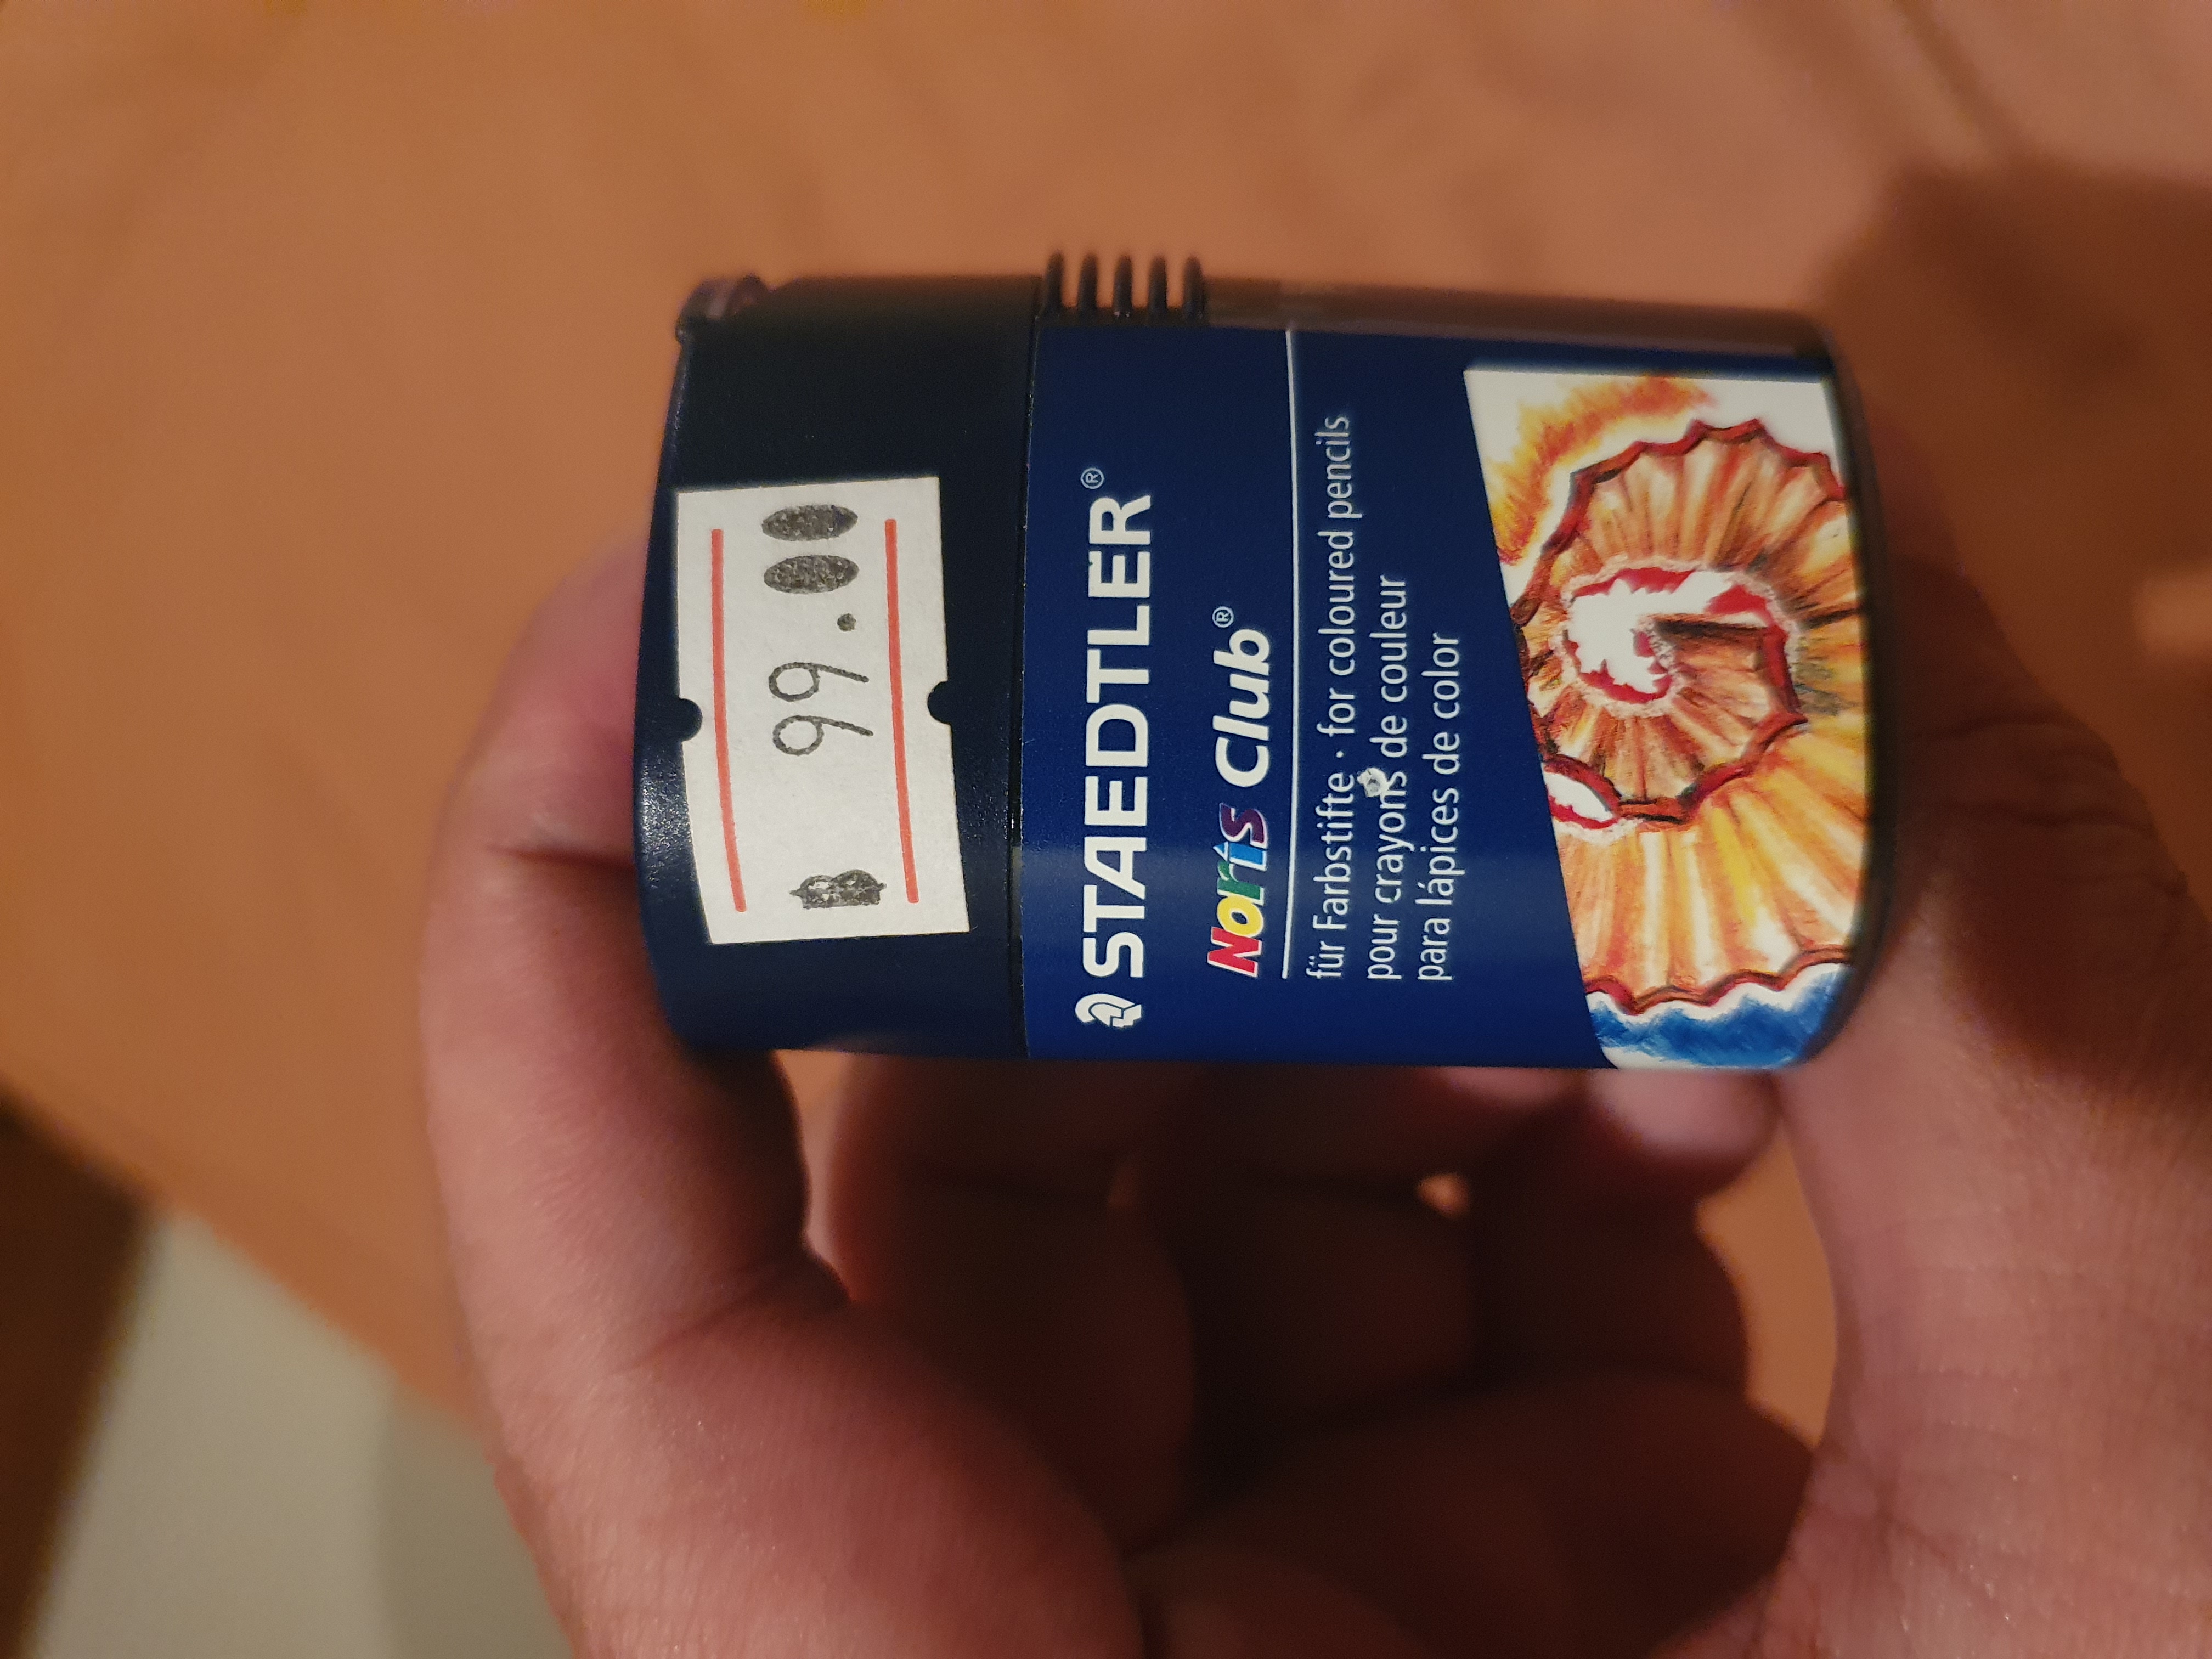 ฿ 99.00
STAEDTLER®
Noris Club®
für Farbstifte · for coloured pencils
pour crayons de couleur
para lápices de color